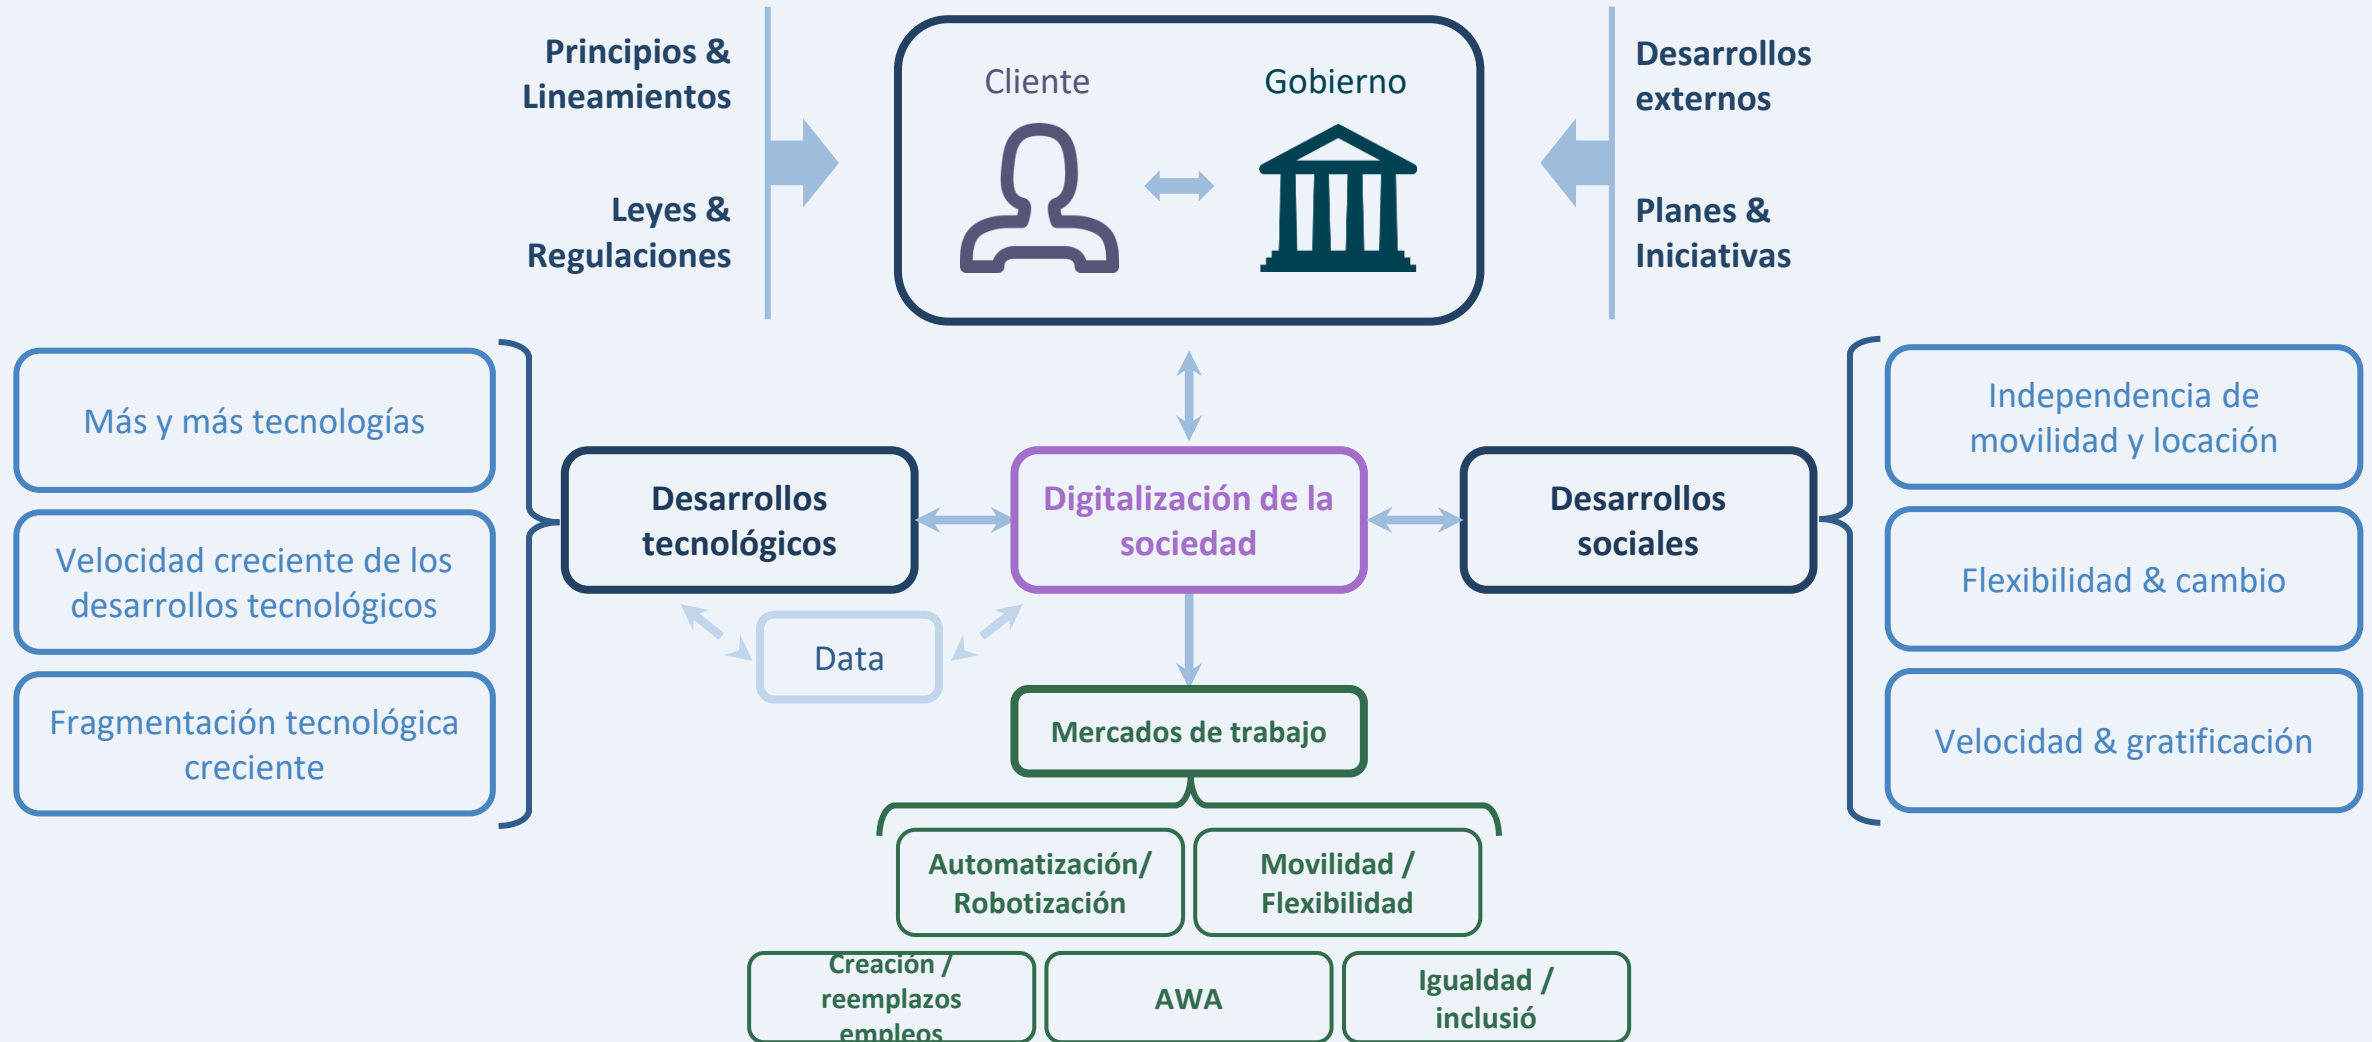 Principios &
Lineamientos
Leyes &
Regulaciones
Cliente
Gobierno
Desarrollos
externos
Planes &
Iniciativas
Más y más tecnologías
Velocidad creciente de los
desarrollos tecnológicos
Fragmentación tecnológica
creciente
Desarrollos
tecnológicos
Digitalización de la
sociedad
Desarrollos
sociales
Independencia de
movilidad y locación
Flexibilidad & cambio
Velocidad & gratificación
Data
Mercados de trabajo
Automatización/
Robotización
Movilidad /
Flexibilidad
Creación /
reemplazos
empleos
AWA
Igualdad /
inclusió